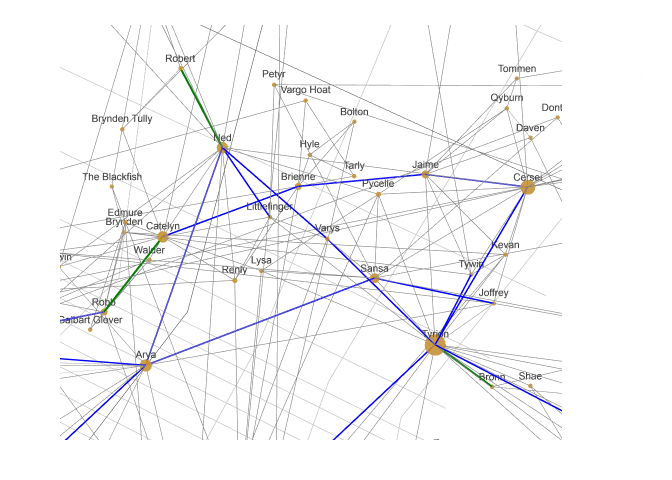 Robert
Tommen
Petyr
Vargo Hoat
Qyburn
Dont
Bolton
Brynden Tully
Daven
Ned
Hyle
Tarly
Jaime
The Blackfish
Brienne
Pycelle
Cersei
Littlefinger
Edmure
Brynden
Catelyn
Varys
Walder
Kevan
yin
Lysa
Renly
Sansa
Tywin
Joffrey
Robb
Galbart Glover
Tyrion
Arya
Bronn
Shae